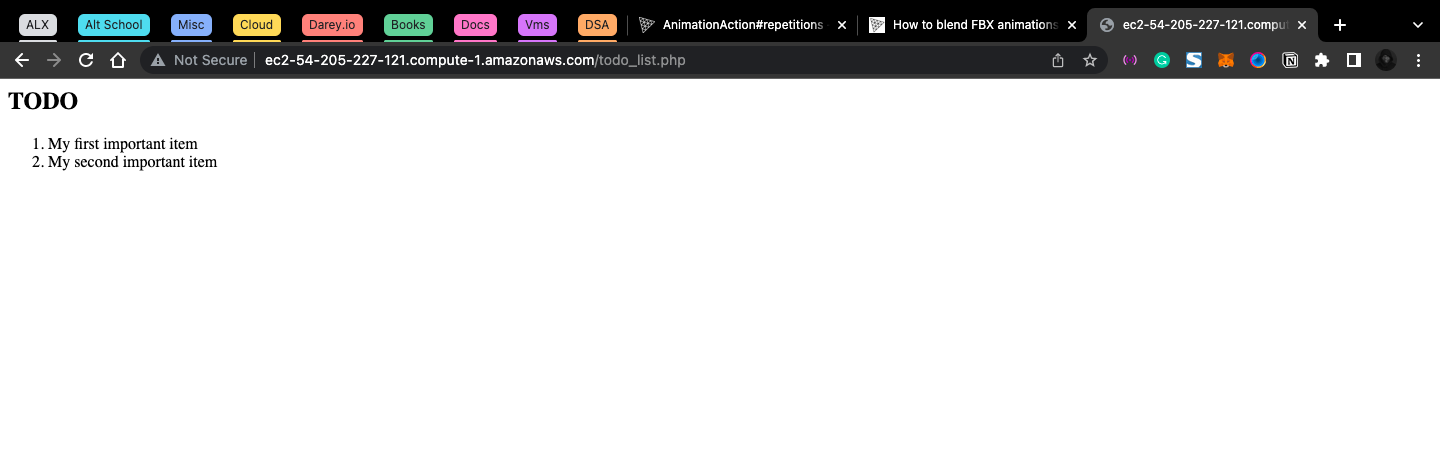 ALX Alt School Misc Cloud Darey.io Books Docs Vms DSA AnimationAction#repetitions How to blend FBX animations ec2-54-205-227-121.compu
Not Secure ec2-54-205-227-121.compute-1.amazonaws.com/todo_list.php
TODO
1. My first important item
2. My second important item